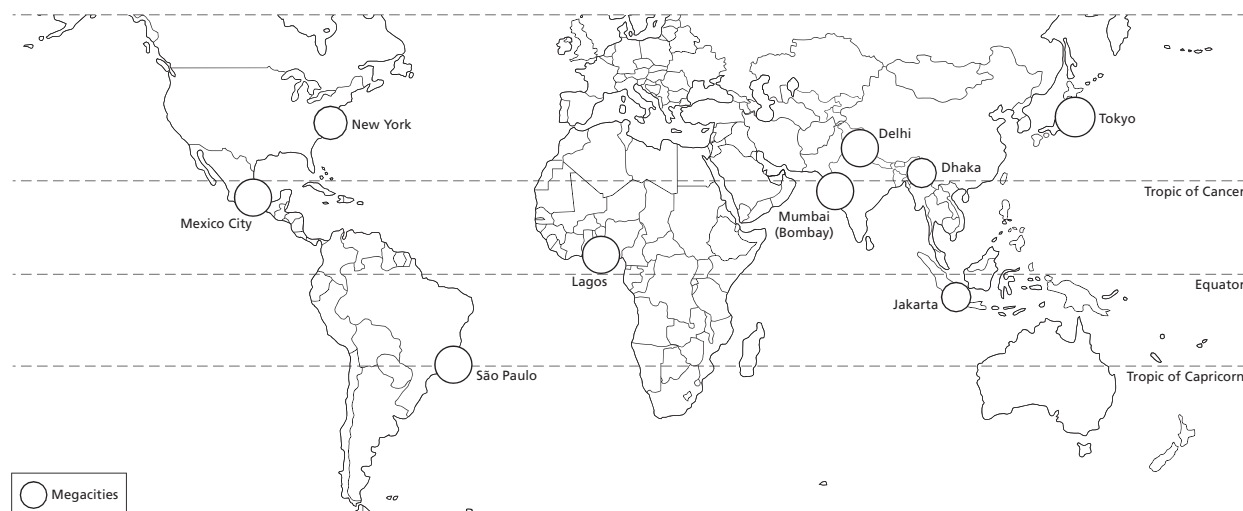 New York
Tokyo
Delhi
Dhaka
Tropic of Cancer
Mexico City
Mumbai
(Bombay)
Lagos
Equator
Jakarta
São Paulo
Tropic of Capricorn
Megacities